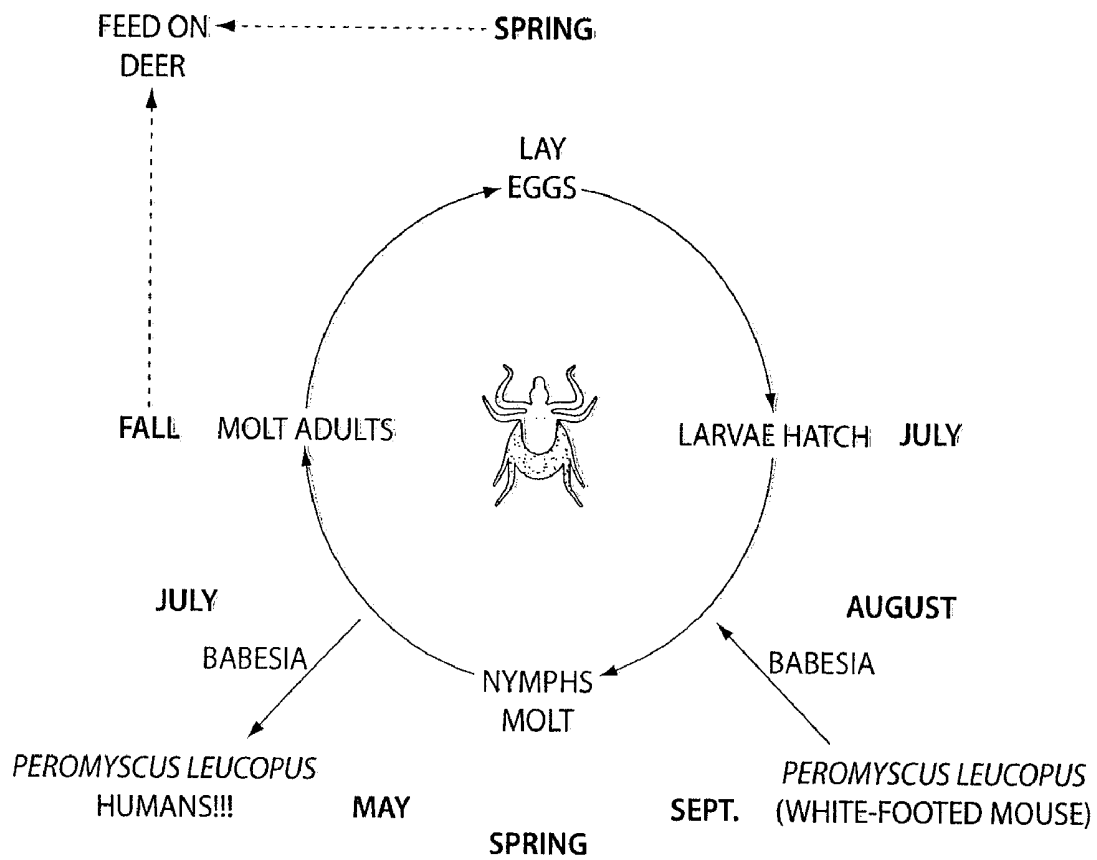 FEED ON
DEER
SPRING
LAY
EGGS
FALL
MOLT ADULTS
LARVAE HATCH
JULY
JULY
AUGUST
BABESIA
BABESIA
NYMPHS
MOLT
PEROMYSCUS LEUCOPUS
HUMANS!!!
MAY
SEPT.
PEROMYSCUS LEUCOPUS
(WHITE-FOOTED MOUSE)
SPRING